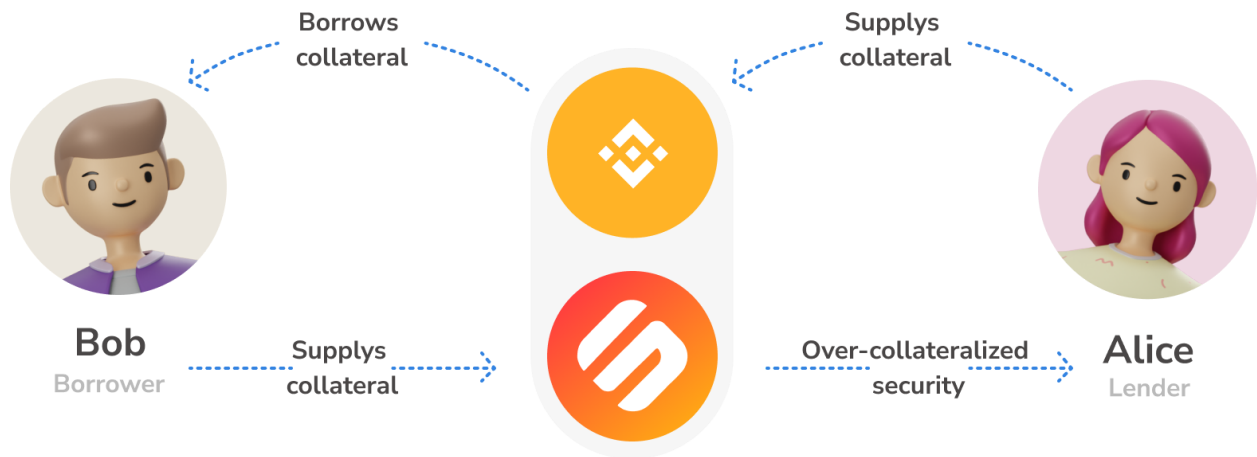 Borrows
collateral
Supplys
collateral
Bob
Borrower
Supplys
collateral
Over-collateralized
security
Alice
Lender